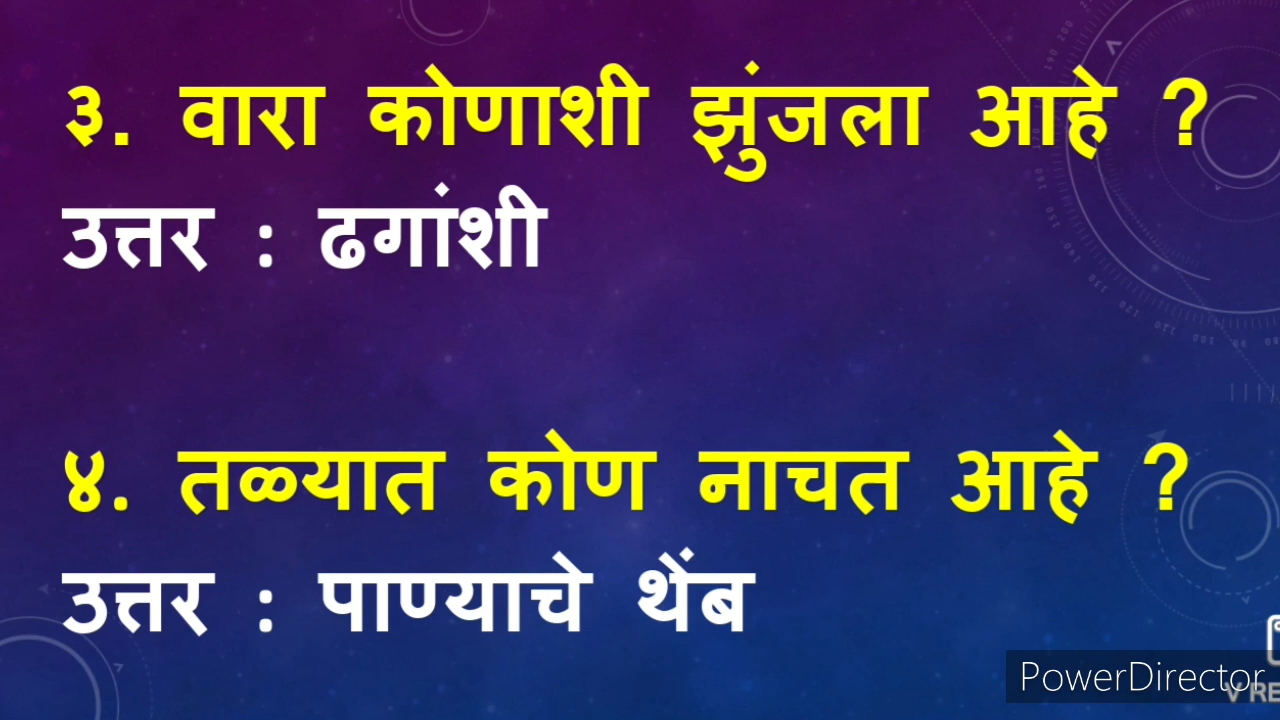 ३. वारा कोणाशी झुंजला आहे ?
उत्तर : ढगांशी
४. तळ्यात कोण नाचत आहे ?
उत्तर : पाण्याचे थेंब
PowerDirector